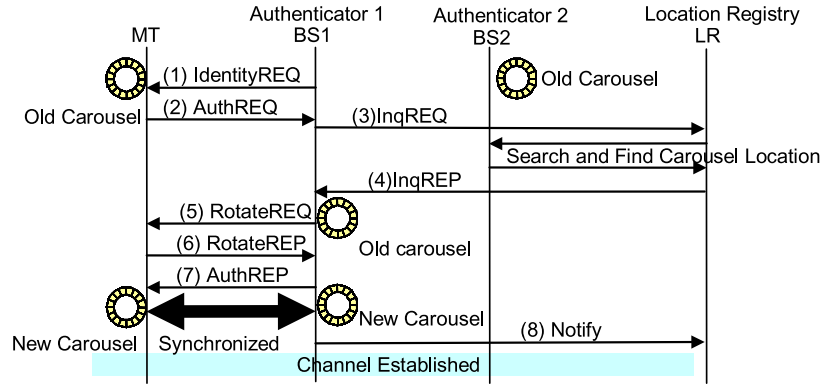 Authenticator 1
Authenticator 2
Location Registry
MT
BS1
BS2
LR
(1) IdentityREQ
Old Carousel
Old Carousel
(2) AuthREQ
(3)InqREQ
Search and Find Carousel Location
(4)InqREP
(5) RotateREQ
(6) RotateREP
Old carousel
(7) AuthREP
New Carousel
New Carousel
Synchronized
(8) Notify
Channel Established